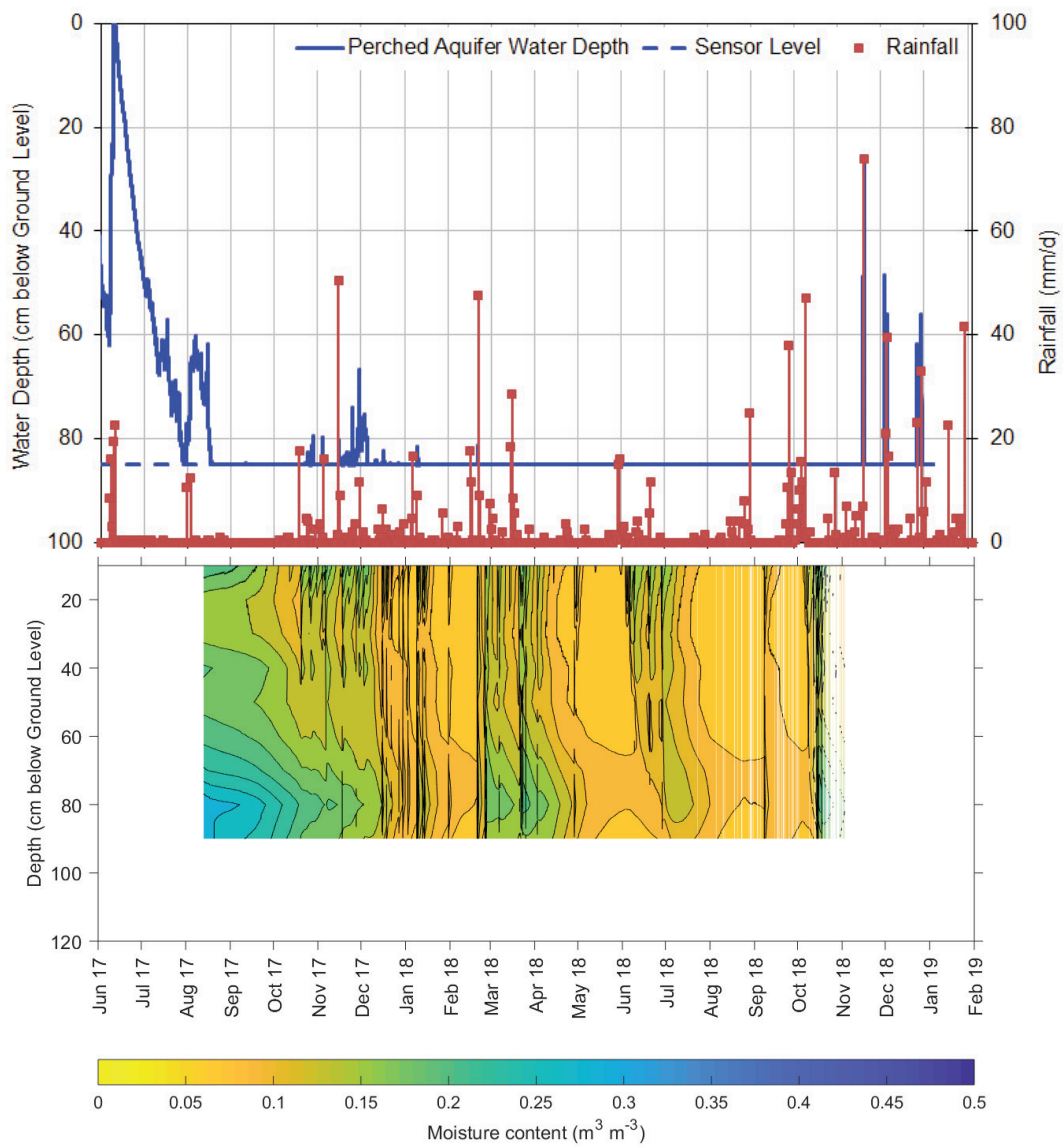 Perched Aquifer Water Depth
Sensor Level
Rainfall
Water Depth (cm below Ground Level)
0
20
40
60
80
100
Rainfall (mm/d)
100
80
60
40
20
0
Depth (cm below Ground Level)
20
40
60
80
100
120
Jun 17
Jul 17
Aug 17
Sep 17
Oct 17
Nov 17
Dec 17
Jan 18
Feb 18
Mar 18
Apr 18
May 18
Jun 18
Jul 18
Aug 18
Sep 18
Oct 18
Nov 18
Dec 18
Jan 19
Feb 19
0
0.05
0.1
0.15
0.2
0.25
0.3
0.35
0.4
0.45
0.5
Moisture content (m³ m⁻³)